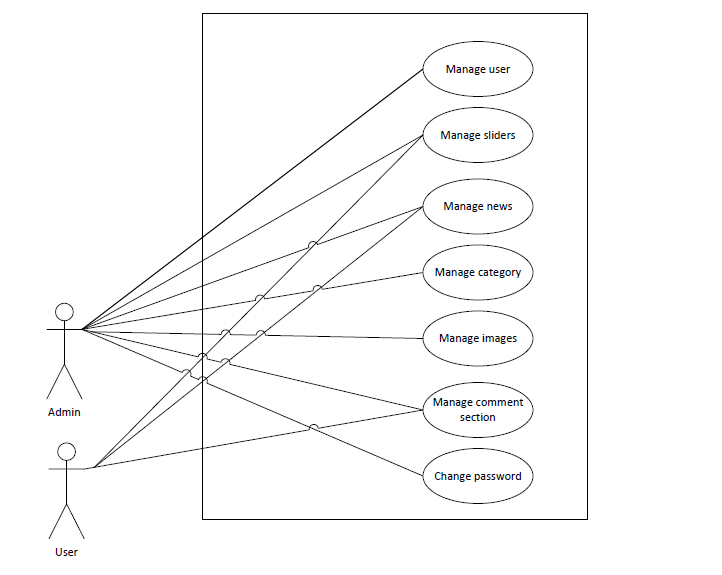 Manage user
Manage sliders
Manage news
Manage category
Manage images
Manage comment
section
Change password
Admin
User